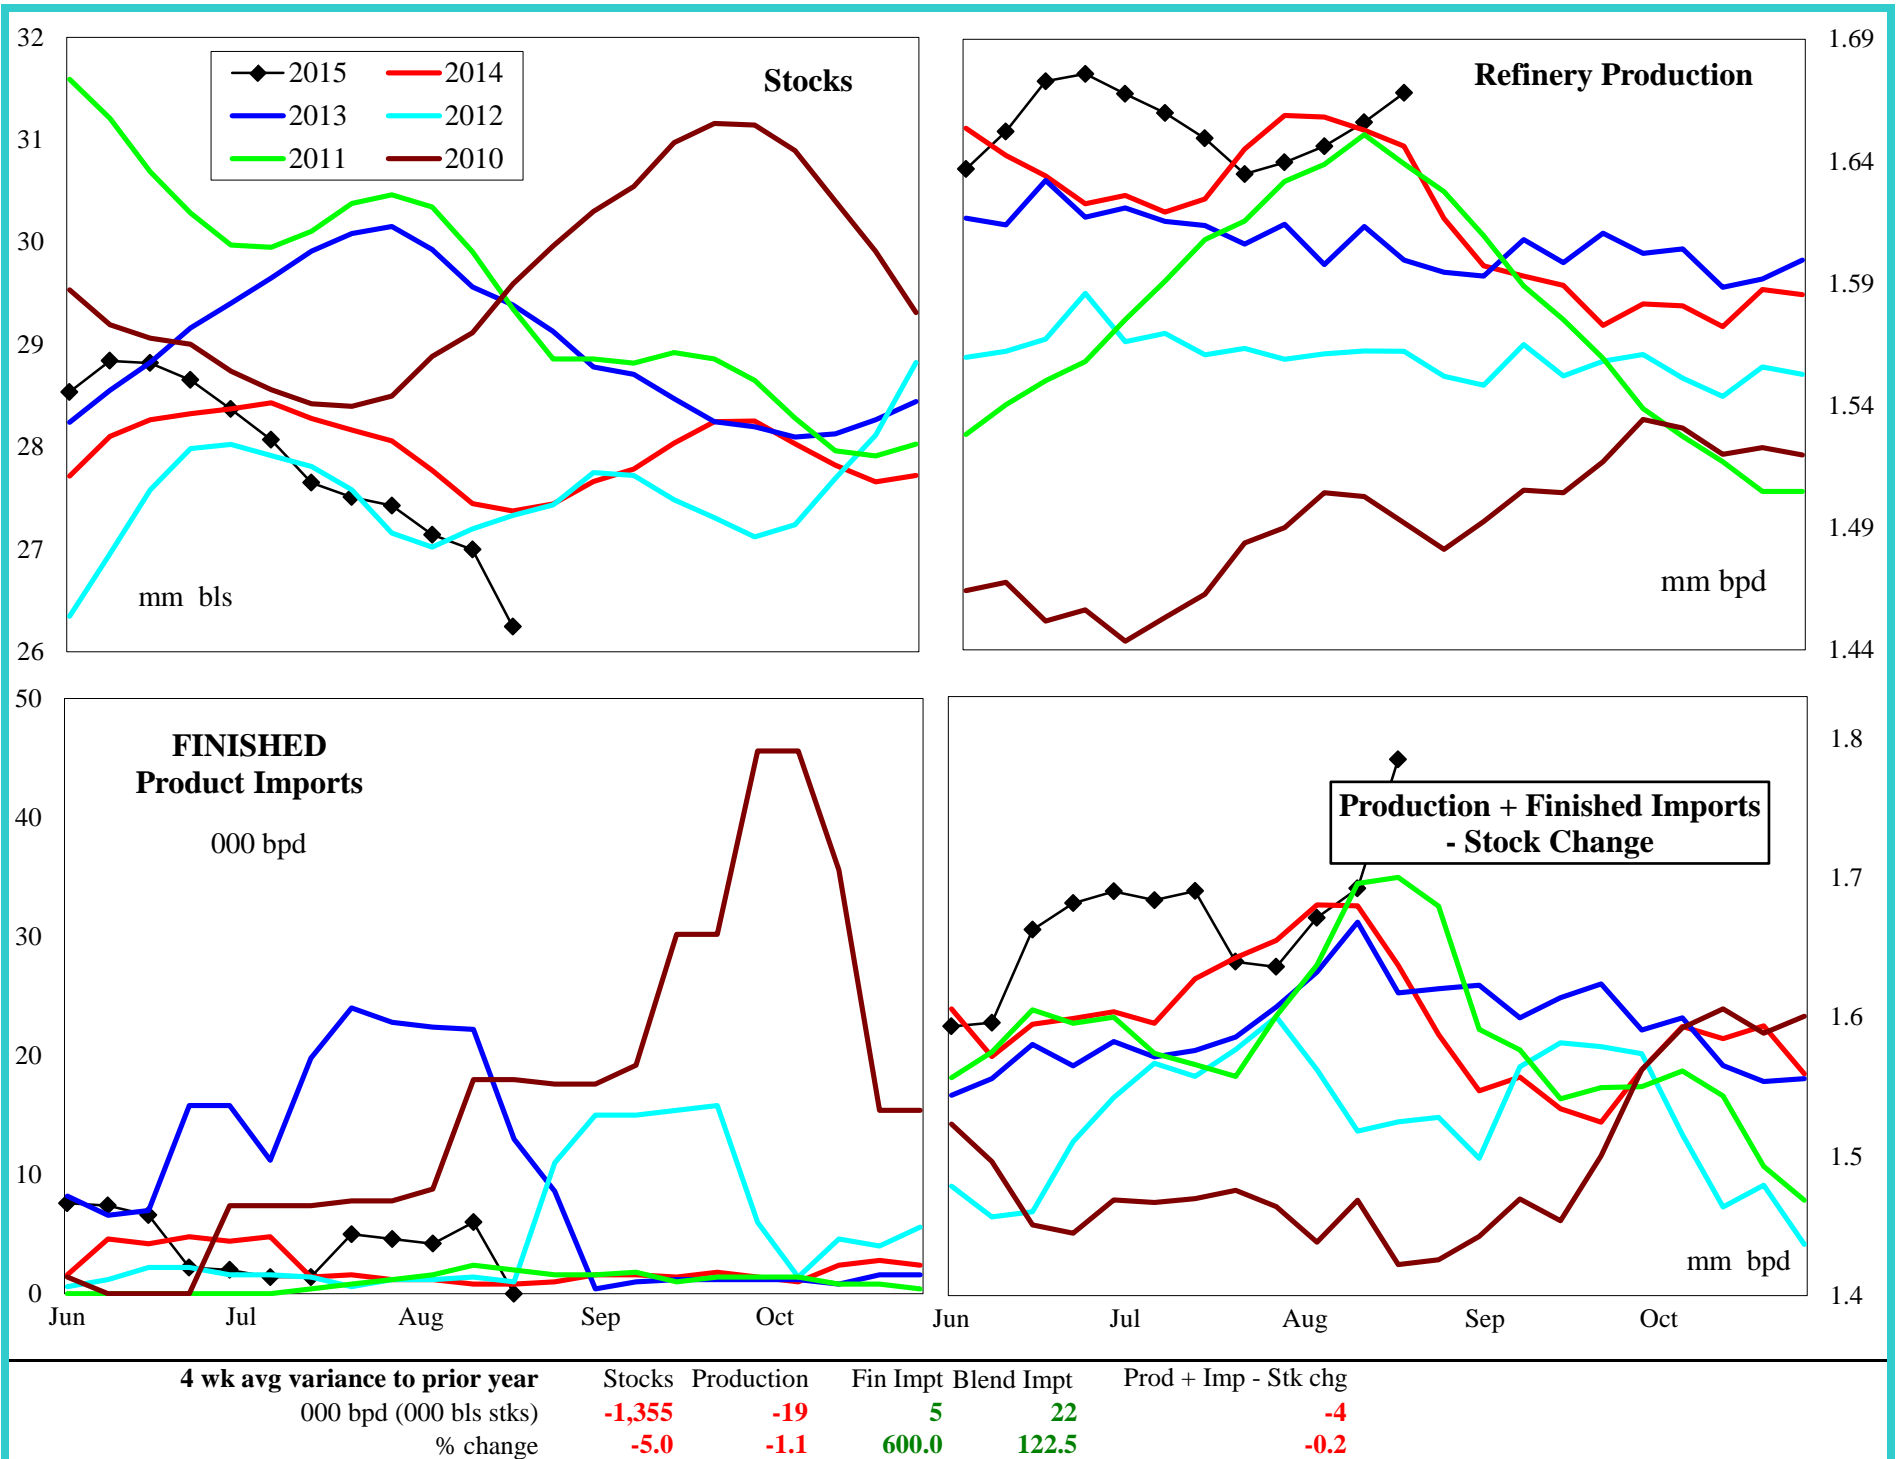 32
31
30
29
28
27
26
2015
2014
2013
2012
2011
2010
Stocks
mm bls
Refinery Production
mm bpd
1.69
1.64
1.59
1.54
1.49
1.44
50
40
30
20
10
0
FINISHED
Product Imports
000 bpd
Jun
Jul
Aug
Sep
Oct
Production + Finished Imports
- Stock Change
mm bpd
1.8
1.7
1.6
1.5
1.4
Jun
Jul
Aug
Sep
Oct
4 wk avg variance to prior year Stocks Production Fin Impt Blend Impt Prod + Imp - Stk chg
000 bpd (000 bls stks) -1,355 -19 5 22 -4
% change -5.0 -1.1 600.0 122.5 -0.2